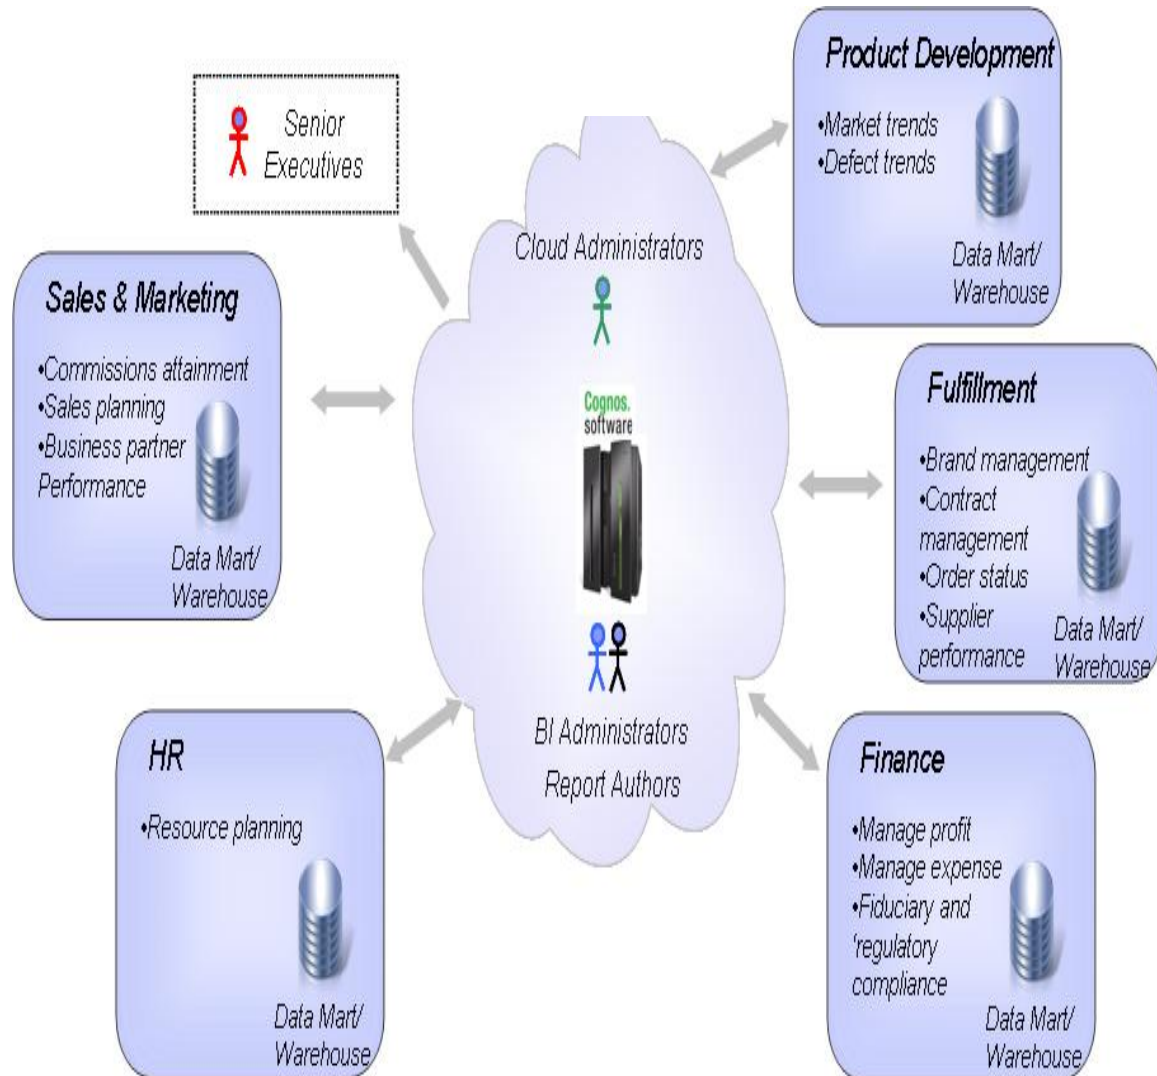 Product Development
•Market trends
•Defect trends
Data Mart/
Warehouse
Senior
Executives
Cloud Administrators
Cognos.
software
BI Administrators
Report Authors
Sales & Marketing
•Commissions attainment
•Sales planning
•Business partner
Performance
Data Mart/
Warehouse
Fulfillment
•Brand management
•Contract
management
•Order status
•Supplier
performance
Data Mart/
Warehouse
HR
•Resource planning
Data Mart/
Warehouse
Finance
•Manage profit
•Manage expense
•Fiduciary and
'regulatory
compliance
Data Mart/
Warehouse